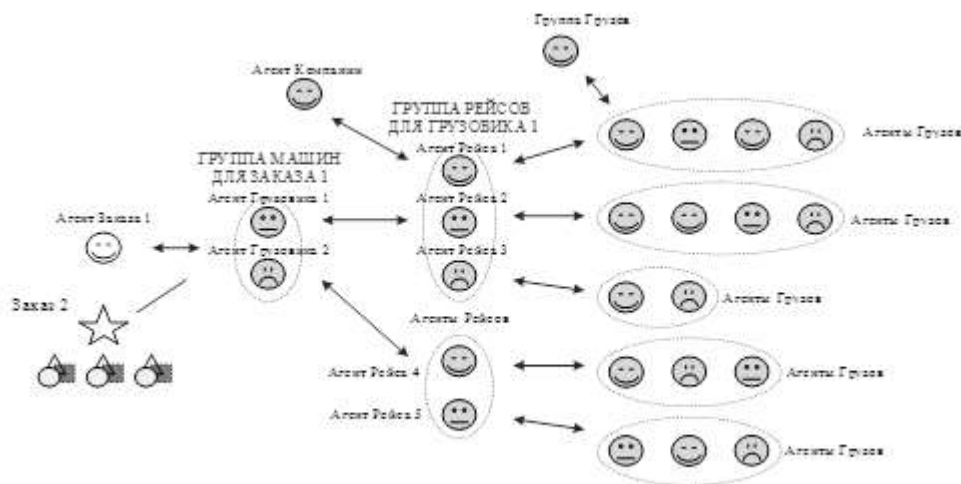 Группа Грузов
Агент Компании
ГРУППА РЕЙСОВ
ДЛЯ ГРУЗОВИКА 1
Агент Рейса 1
Агенты Грузов
ГРУППА МАШИН
ДЛЯ ЗАКАЗА 1
Агент Грузовика 1
Агент Рейса 2
Агент Заказа 1
Агенты Грузов
Агент Грузовика 2
Агент Рейса 3
Заказ 2
Агенты Грузов
Агенты Рейсов
Агент Рейса 4
Агенты Грузов
Агент Рейса 5
Агенты Грузов